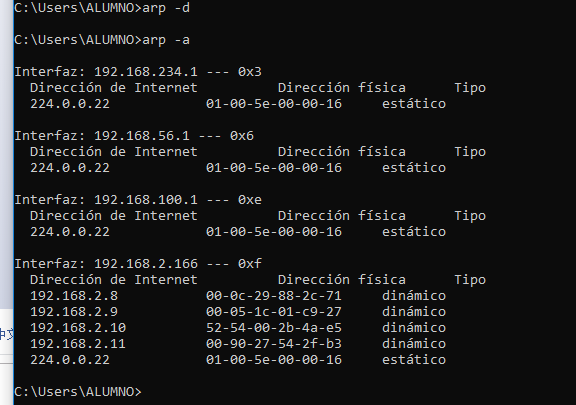 C:\Users\ALUMNO>arp -d
C:\Users\ALUMNO>arp -a
Interfaz: 192.168.234.1 --- 0x3
Dirección de Internet          Dirección física      Tipo
224.0.0.22            01-00-5e-00-00-16     estático
Interfaz: 192.168.56.1 --- 0x6
Dirección de Internet          Dirección física      Tipo
224.0.0.22            01-00-5e-00-00-16     estático
Interfaz: 192.168.100.1 --- 0xe
Dirección de Internet          Dirección física      Tipo
224.0.0.22            01-00-5e-00-00-16     estático
Interfaz: 192.168.2.166 --- 0xf
Dirección de Internet          Dirección física      Tipo
192.168.2.8           00-0c-29-88-2c-71     dinámico
192.168.2.9           00-05-1c-01-c9-27     dinámico
192.168.2.10          52-54-00-2b-4a-e5     dinámico
192.168.2.11          00-90-27-54-2f-b3     dinámico
224.0.0.22            01-00-5e-00-00-16     estático
C:\Users\ALUMNO>